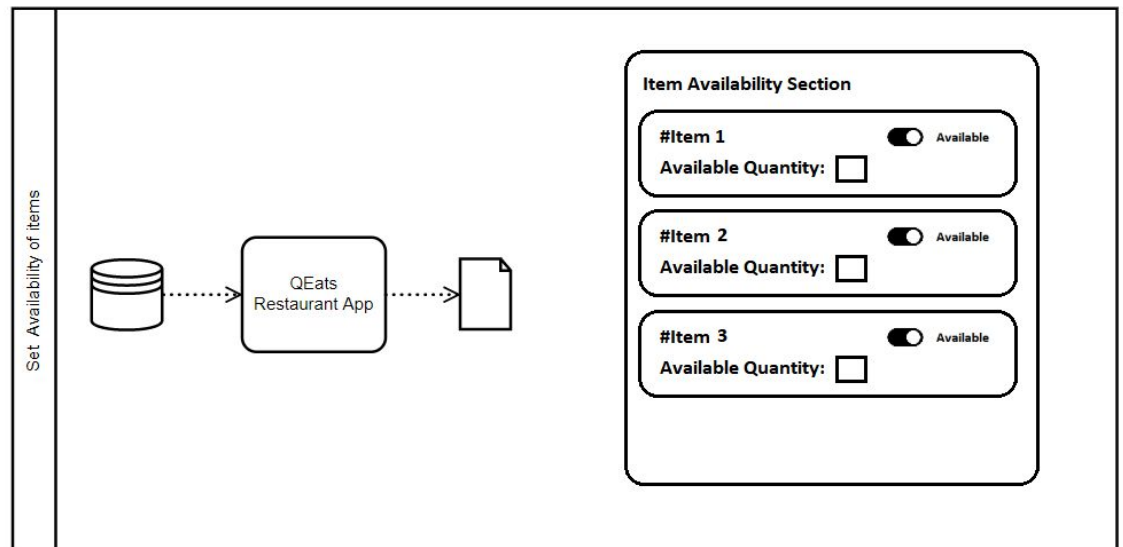 Set Availability of items
QEats
Restaurant App
Item Availability Section
#Item 1
Available
Available Quantity:
#Item 2
Available
Available Quantity:
#Item 3
Available
Available Quantity: